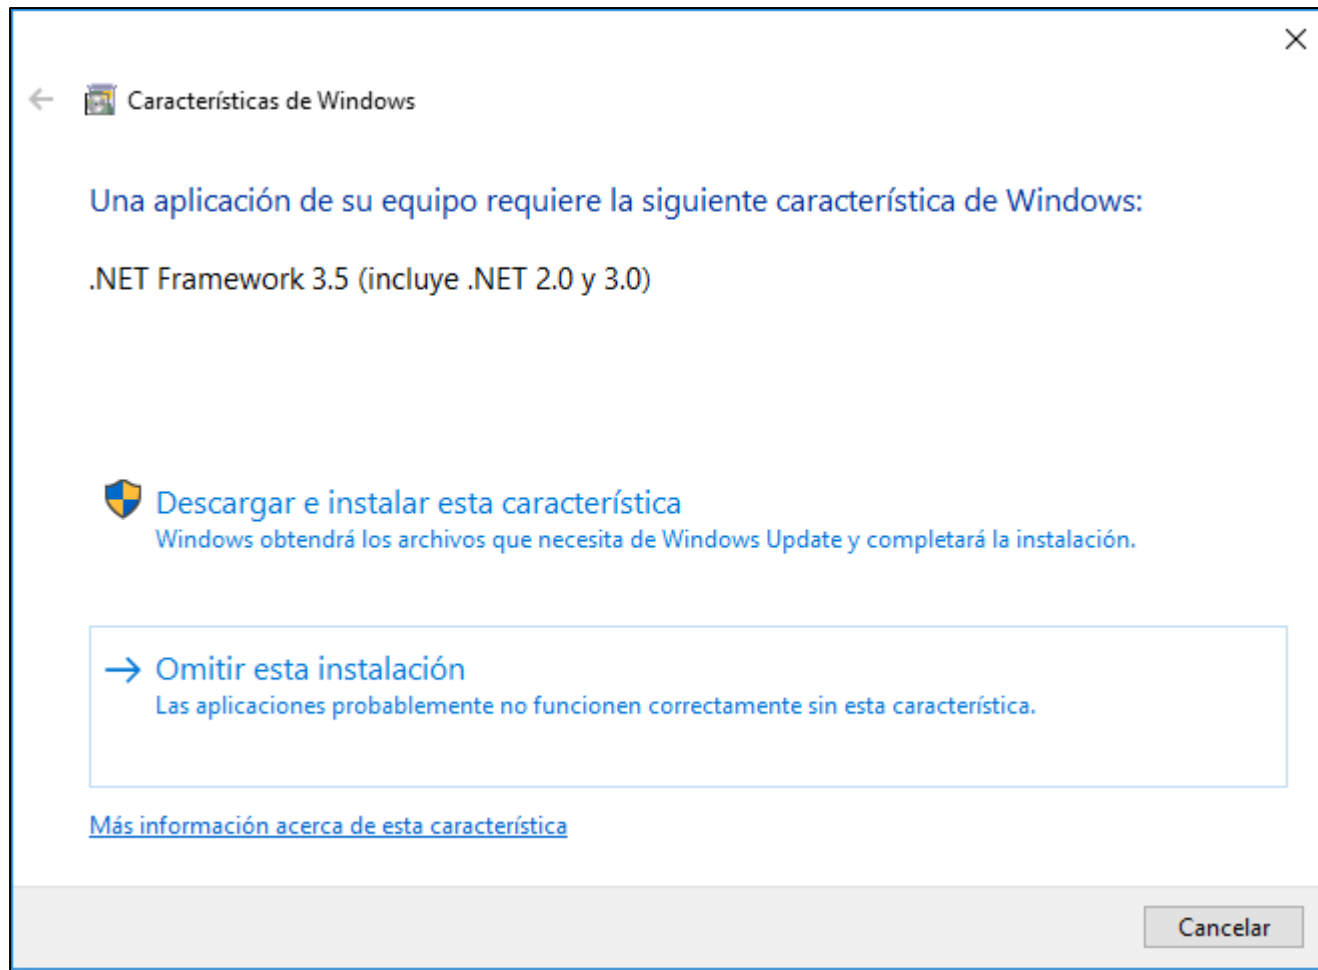 Características de Windows
Una aplicación de su equipo requiere la siguiente característica de Windows:
.NET Framework 3.5 (incluye .NET 2.0 y 3.0)
Descargar e instalar esta característica
Windows obtendrá los archivos que necesita de Windows Update y completará la instalación.
Omitir esta instalación
Las aplicaciones probablemente no funcionen correctamente sin esta característica.
Más información acerca de esta característica
Cancelar